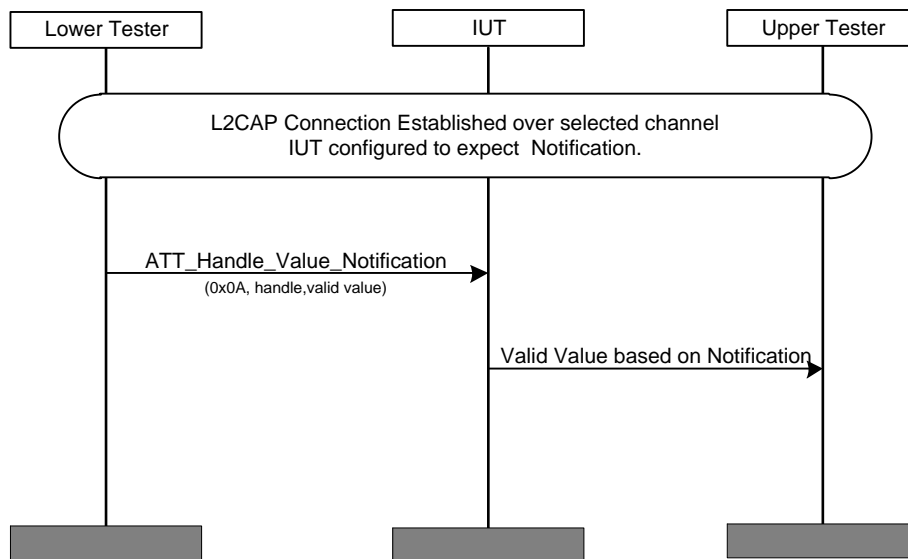 Lower Tester
IUT
Upper Tester
L2CAP Connection Established over selected channel
IUT configured to expect Notification.
ATT_Handle_Value_Notification
(0x0A, handle,valid value)
Valid Value based on Notification